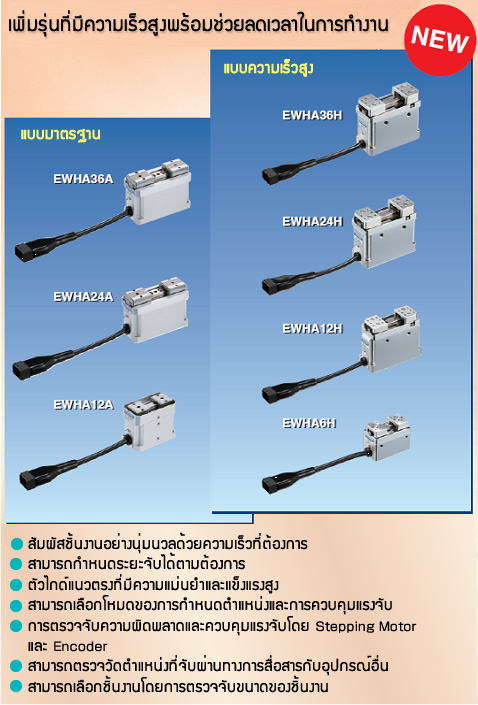 เพิ่มรุ่นที่มีความเร็วสูงพร้อมช่วยลดเวลาในการทำงาน
NEW
แบบความเร็วสูง
EWHA36H
EWHA24H
EWHA12H
EWHA6H
แบบมาตรฐาน
EWHA36A
EWHA24A
EWHA12A
สัมผัสชิ้นงานอย่างนุ่มนวลด้วยความเร็วที่ต้องการ
สามารถกำหนดระยะจับได้ตามต้องการ
ตัวไกด์แนวตรงที่มีความแม่นยำและแข็งแรงสูง
สามารถเลือกโหมดของการกำหนดตำแหน่งและการควบคุมแรงจับ
การตรวจจับความผิดพลาดและควบคุมแรงจับโดย Stepping Motor
และ Encoder
สามารถตรวจวัดตำแหน่งที่จับผ่านทางการสื่อสารกับอุปกรณ์อื่น
สามารถเลือกชิ้นงานโดยการตรวจจับขนาดของชิ้นงาน